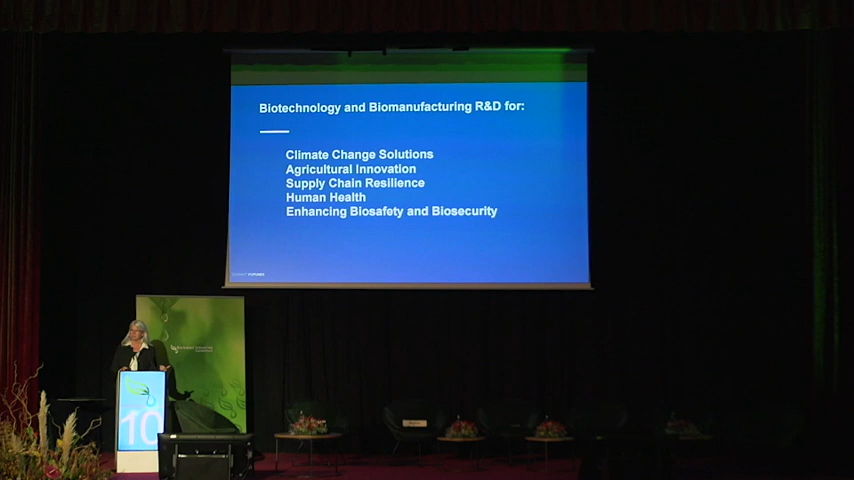 Biotechnology and Biomanufacturing R&D for:
Climate Change Solutions
Agricultural Innovation
Supply Chain Resilience
Human Health
Enhancing Biosafety and Biosecurity
10